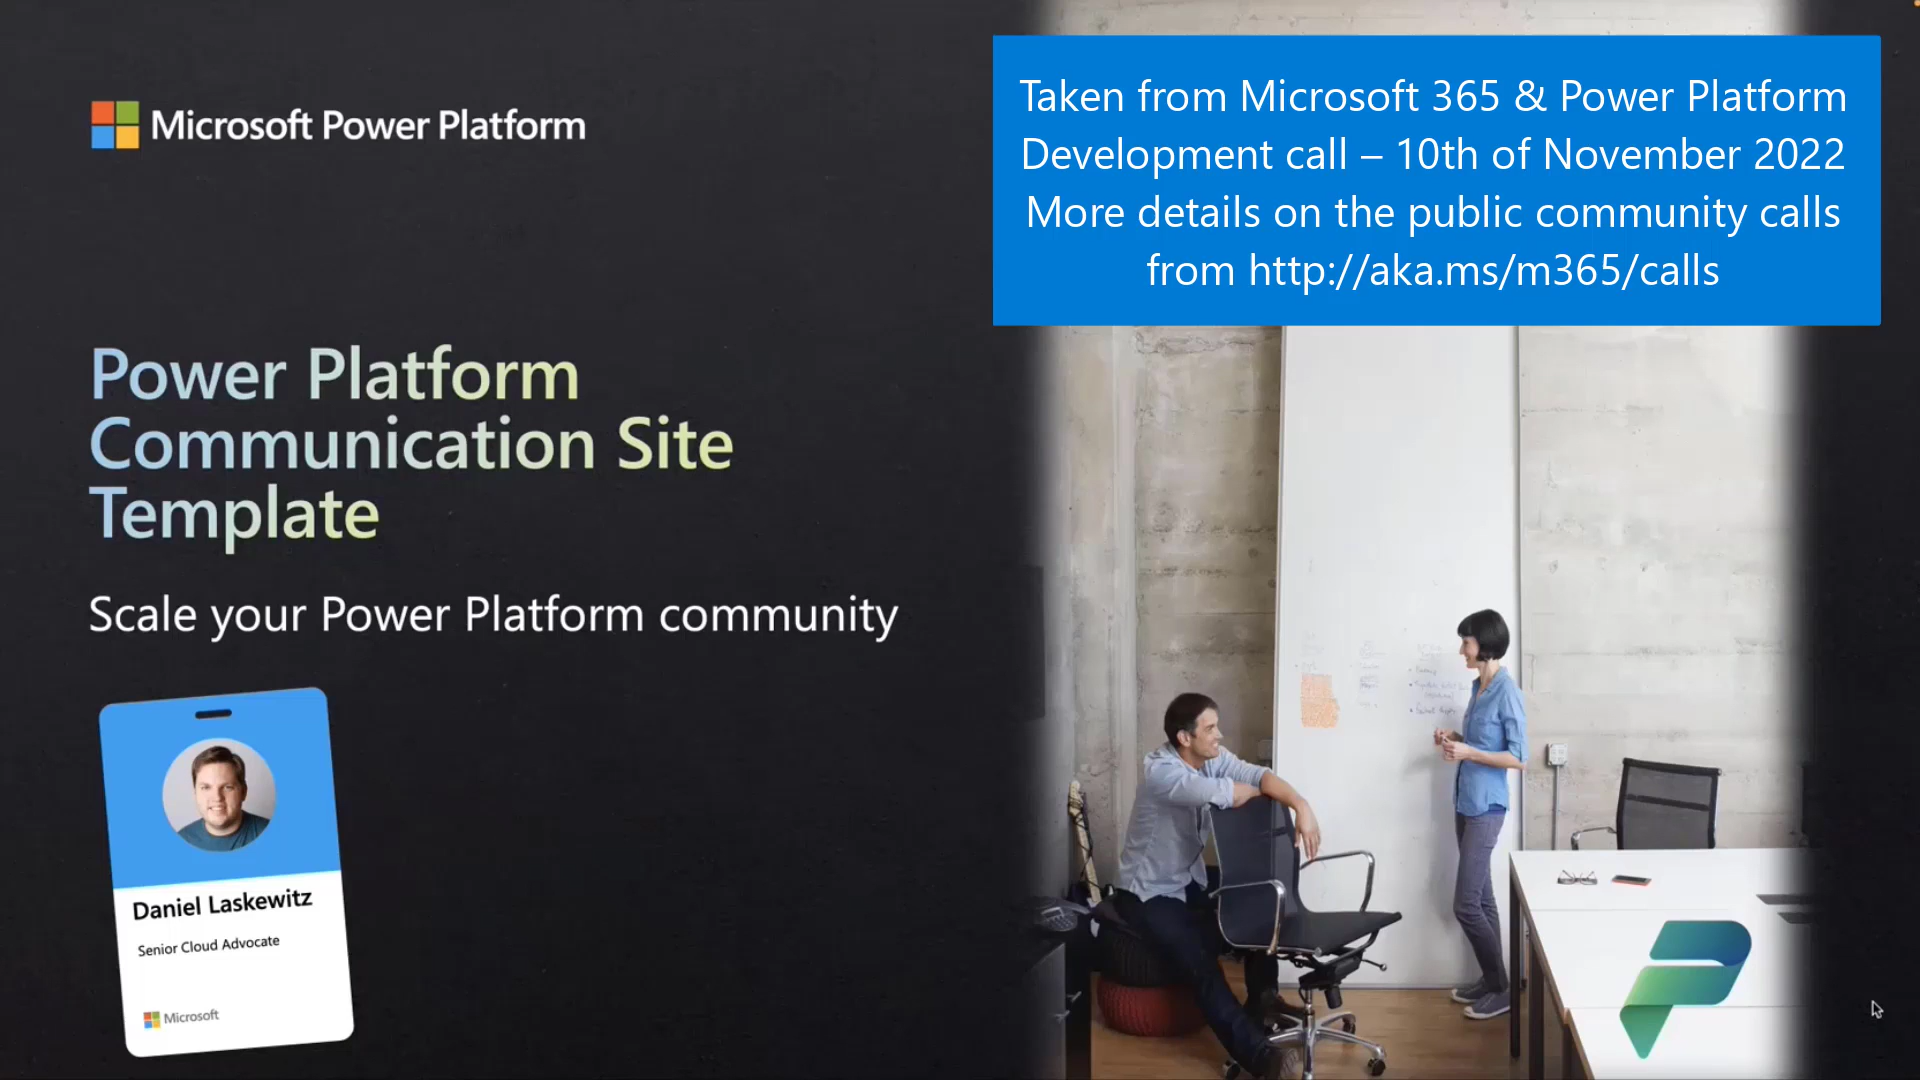 Microsoft Power Platform
Taken from Microsoft 365 & Power Platform
Development call – 10th of November 2022
More details on the public community calls
from http://aka.ms/m365/calls
Power Platform
Communication Site
Template
Scale your Power Platform community
Daniel Laskewitz
Senior Cloud Advocate
Microsoft